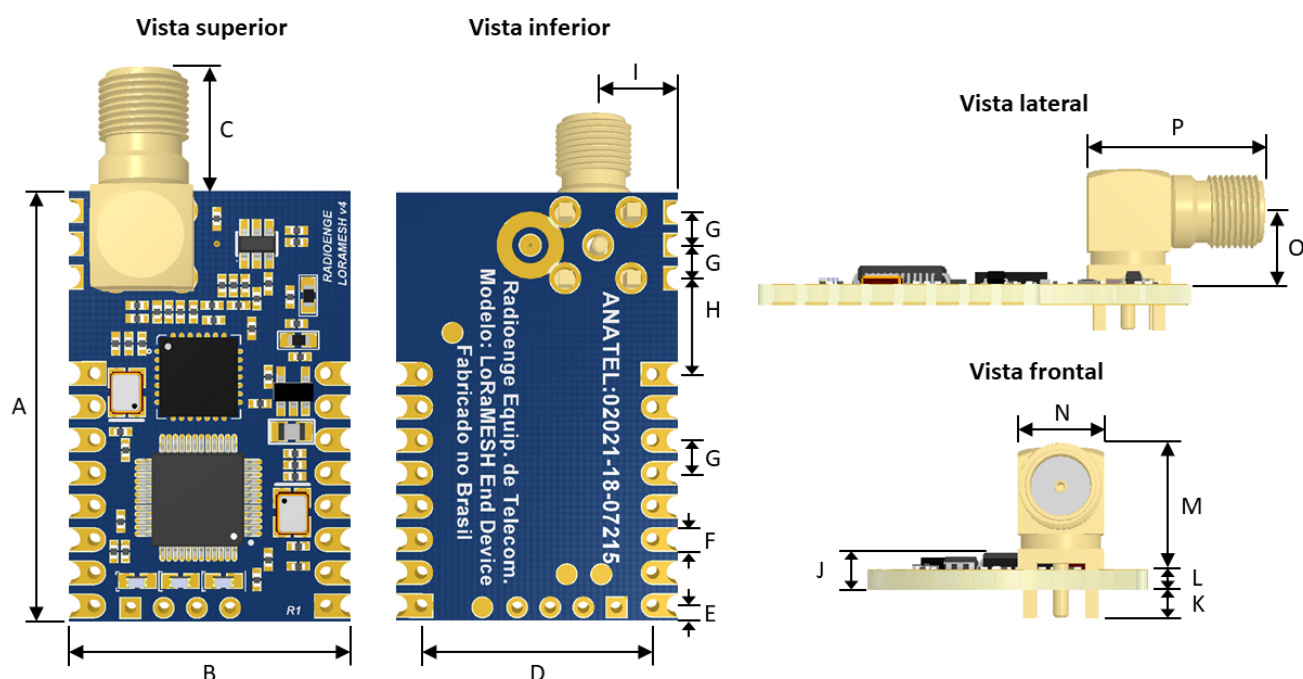 Vista superior
Vista inferior
Vista lateral
Vista frontal
RADIOENGE
LORAMESH v4
R1
ANATEL:02021-18-07215
Radioenge Equip. de Telecom.
Modelo: LoRaMESH End Device
Fabricado no Brasil
A
B
C
D
E
F
G
G
G
H
I
J
K
L
M
N
O
P